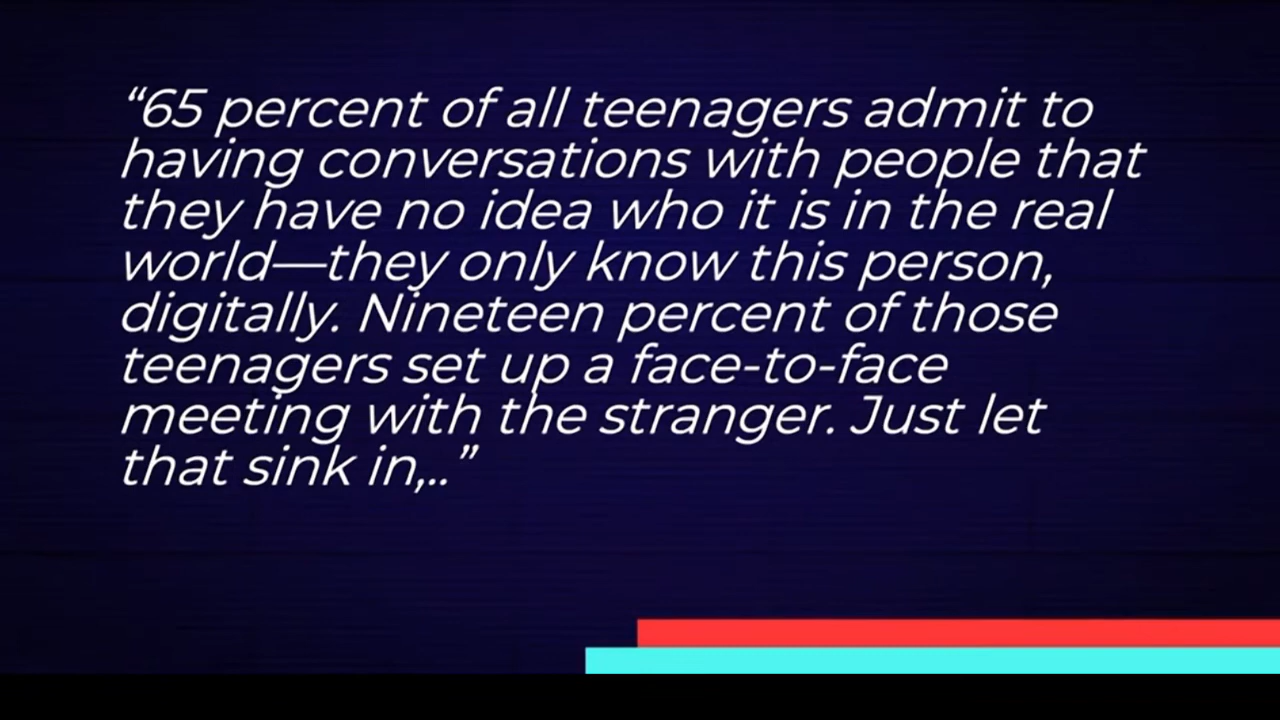 “65 percent of all teenagers admit to
having conversations with people that
they have no idea who it is in the real
world—they only know this person,
digitally. Nineteen percent of those
teenagers set up a face-to-face
meeting with the stranger. Just let
that sink in,..”